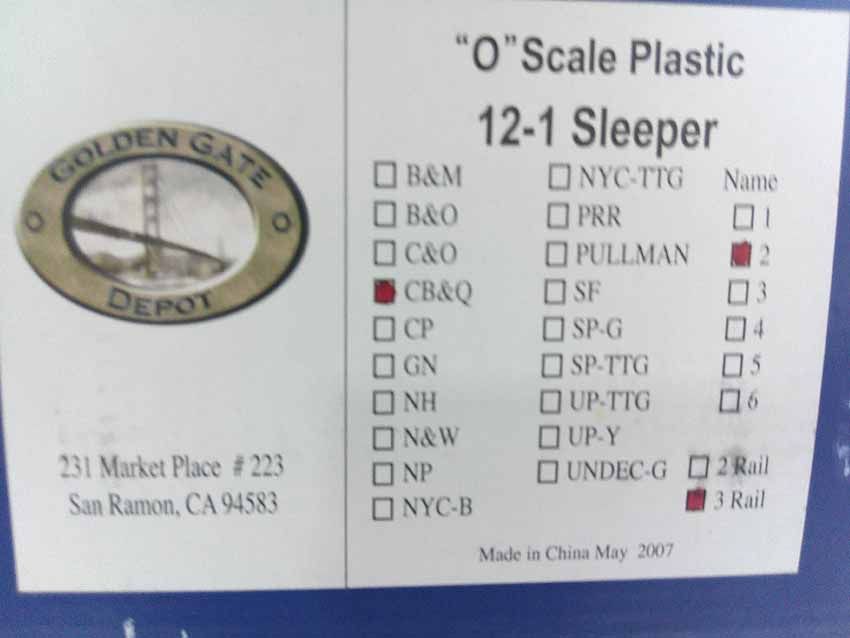 GOLDEN GATE
DEPOT
231 Market Place # 223
San Ramon, CA 94583
"O" Scale Plastic
12-1 Sleeper
B&M
B&O
C&O
CB&Q
CP
GN
NH
N&W
NP
NYC-B
NYC-TTG
PRR
PULLMAN
SF
SP-G
SP-TTG
UP-TTG
UP-Y
UNDEC-G
Name
1
2
3
4
5
6
2 Rail
3 Rail
Made in China May 2007